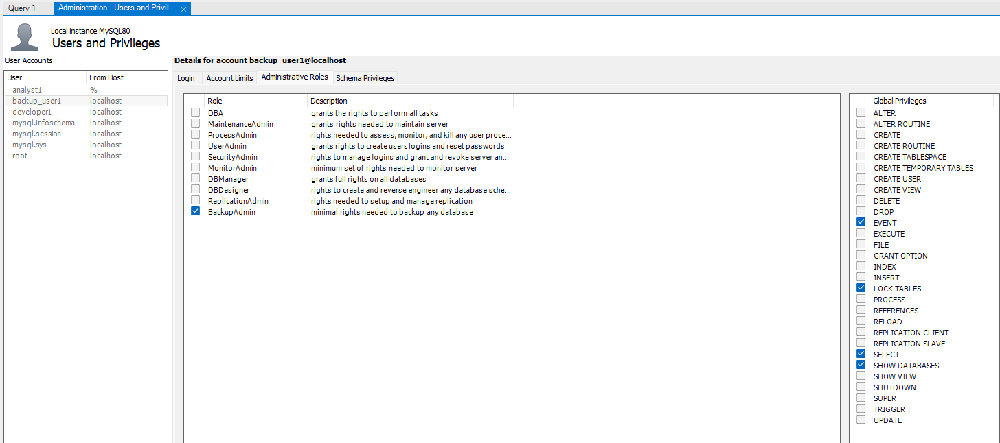 Query 1
Administration - Users and Privil...
Local instance MySQL80
Users and Privileges
User Accounts
User From Host
analyst1 %
backup_user1 localhost
developer1 localhost
mysql.infoschema localhost
mysql.session localhost
mysql.sys localhost
root localhost
Details for account backup_user1@localhost
Login Account Limits Administrative Roles Schema Privileges
Role Description
DBA grants the rights to perform all tasks
MaintenanceAdmin grants rights needed to maintain server
ProcessAdmin rights needed to assess, monitor, and kill any user proce...
UserAdmin grants rights to create users logins and reset passwords
SecurityAdmin rights to manage logins and grant and revoke server an...
MonitorAdmin minimum set of rights needed to monitor server
DBManager grants full rights on all databases
DBDesigner rights to create and reverse engineer any database sche...
ReplicationAdmin rights needed to setup and manage replication
BackupAdmin minimal rights needed to backup any database
Global Privileges
ALTER
ALTER ROUTINE
CREATE
CREATE ROUTINE
CREATE TABLESPACE
CREATE TEMPORARY TABLES
CREATE USER
CREATE VIEW
DELETE
DROP
EVENT
EXECUTE
FILE
GRANT OPTION
INDEX
INSERT
LOCK TABLES
PROCESS
REFERENCES
RELOAD
REPLICATION CLIENT
REPLICATION SLAVE
SELECT
SHOW DATABASES
SHOW VIEW
SHUTDOWN
SUPER
TRIGGER
UPDATE